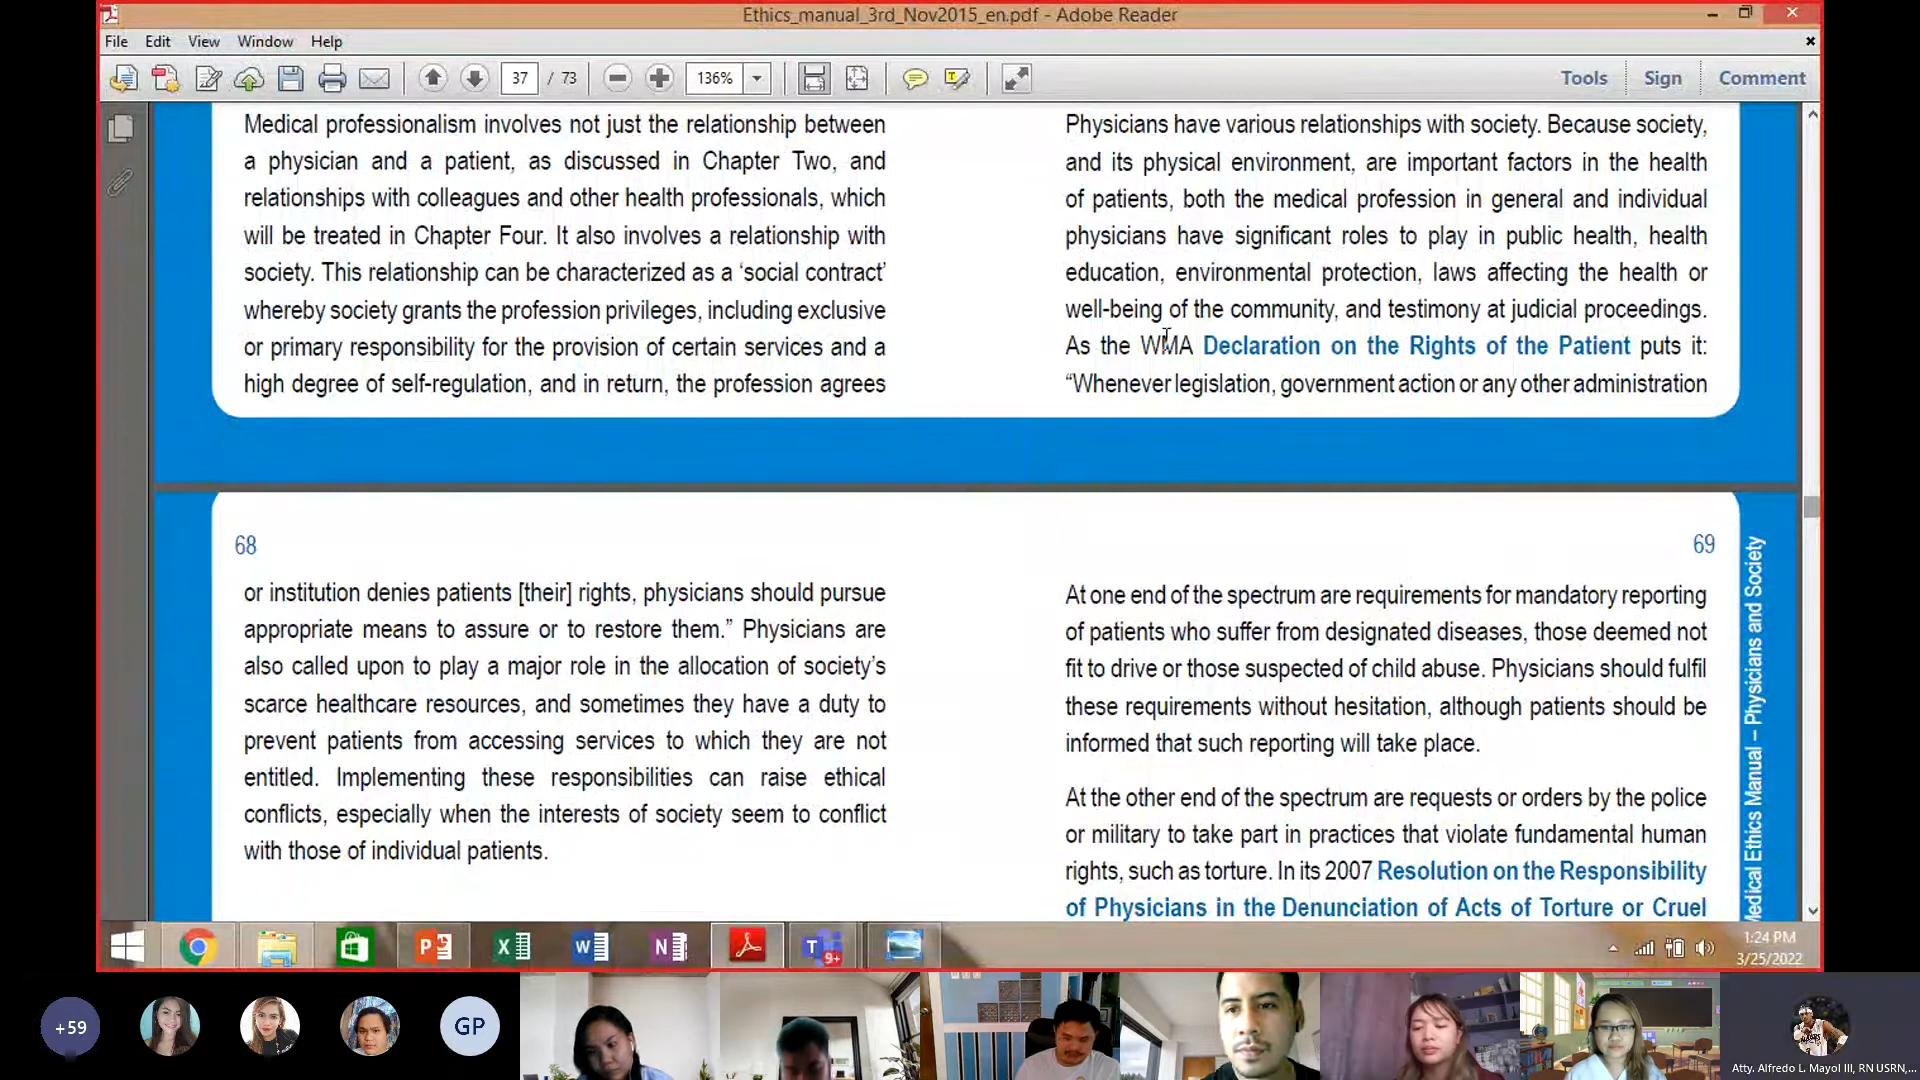 Ethics_manual_3rd_Nov2015_en.pdf - Adobe Reader
File Edit View Window Help
37 / 73 136% Tools Sign Comment
Medical professionalism involves not just the relationship between
a physician and a patient, as discussed in Chapter Two, and
relationships with colleagues and other health professionals, which
will be treated in Chapter Four. It also involves a relationship with
society. This relationship can be characterized as a ‘social contract’
whereby society grants the profession privileges, including exclusive
or primary responsibility for the provision of certain services and a
high degree of self-regulation, and in return, the profession agrees
Physicians have various relationships with society. Because society,
and its physical environment, are important factors in the health
of patients, both the medical profession in general and individual
physicians have significant roles to play in public health, health
education, environmental protection, laws affecting the health or
well-being of the community, and testimony at judicial proceedings.
As the WMA Declaration on the Rights of the Patient puts it:
“Whenever legislation, government action or any other administration
68
or institution denies patients [their] rights, physicians should pursue
appropriate means to assure or to restore them.” Physicians are
also called upon to play a major role in the allocation of society’s
scarce healthcare resources, and sometimes they have a duty to
prevent patients from accessing services to which they are not
entitled. Implementing these responsibilities can raise ethical
conflicts, especially when the interests of society seem to conflict
with those of individual patients.
69
At one end of the spectrum are requirements for mandatory reporting
of patients who suffer from designated diseases, those deemed not
fit to drive or those suspected of child abuse. Physicians should fulfil
these requirements without hesitation, although patients should be
informed that such reporting will take place.
At the other end of the spectrum are requests or orders by the police
or military to take part in practices that violate fundamental human
rights, such as torture. In its 2007 Resolution on the Responsibility
of Physicians in the Denunciation of Acts of Torture or Cruel
Medical Ethics Manual – Physicians and Society
9+
1:24 PM
3/25/2022
+59
GP
Atty. Alfredo L. Mayol III, RN USRN,...